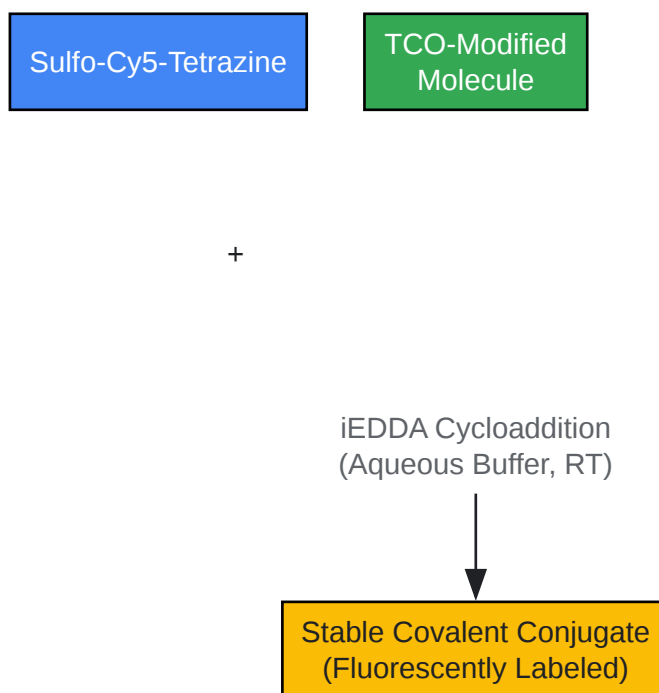 Sulfo-Cy5-Tetrazine
TCO-Modified
Molecule
+
iEDDA Cycloaddition
(Aqueous Buffer, RT)
Stable Covalent Conjugate
(Fluorescently Labeled)